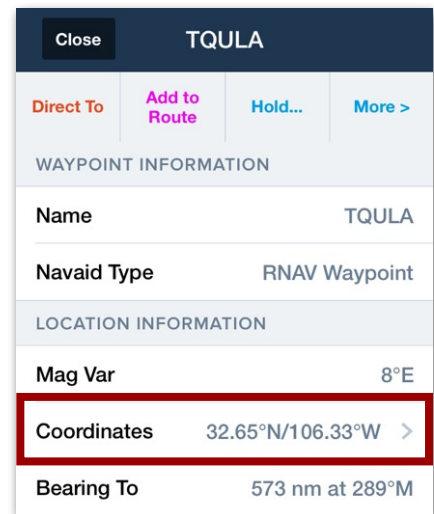 Close TQULA
Direct To Add to Route Hold... More >
WAYPOINT INFORMATION
Name TQULA
Navaid Type RNAV Waypoint
LOCATION INFORMATION
Mag Var 8°E
Coordinates 32.65°N/106.33°W >
Bearing To 573 nm at 289°M